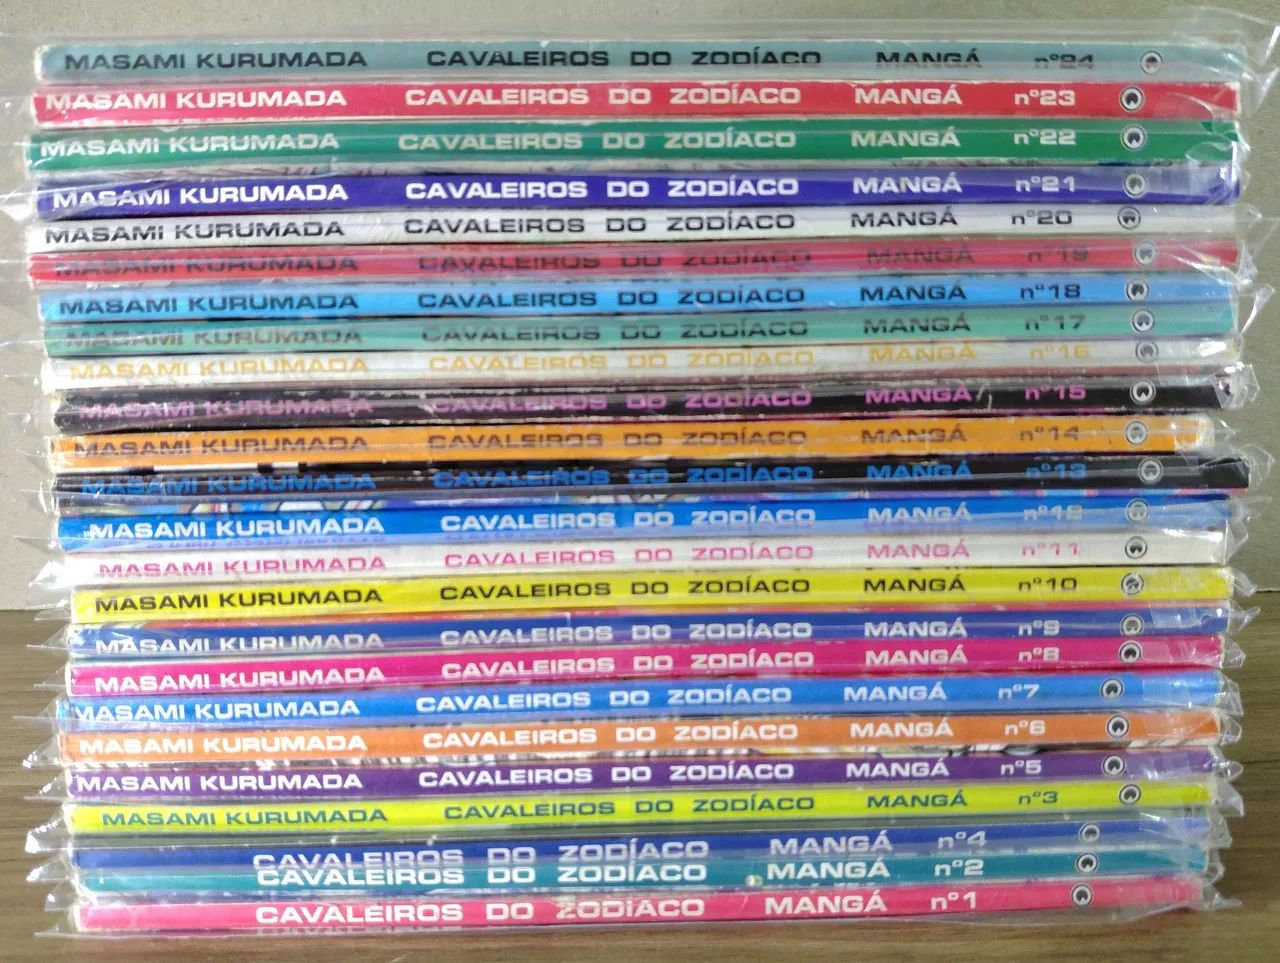 MASAMI KURUMADA CAVALEIROS DO ZODÍACO MANGÁ nº24
MASAMI KURUMADA CAVALEIROS DO ZODÍACO MANGÁ nº23
MASAMI KURUMADA CAVALEIROS DO ZODÍACO MANGÁ nº22
MASAMI KURUMADA CAVALEIROS DO ZODÍACO MANGÁ nº21
MASAMI KURUMADA CAVALEIROS DO ZODÍACO MANGÁ nº20
MASAMI KURUMADA CAVALEIROS DO ZODÍACO MANGÁ nº19
MASAMI KURUMADA CAVALEIROS DO ZODÍACO MANGÁ nº18
MASAMI KURUMADA CAVALEIROS DO ZODÍACO MANGÁ nº17
MASAMI KURUMADA CAVALEIROS DO ZODÍACO MANGÁ nº16
MASAMI KURUMADA CAVALEIROS DO ZODÍACO MANGÁ nº15
MASAMI KURUMADA CAVALEIROS DO ZODÍACO MANGÁ nº14
MASAMI KURUMADA CAVALEIROS DO ZODÍACO MANGÁ nº13
MASAMI KURUMADA CAVALEIROS DO ZODÍACO MANGÁ nº12
MASAMI KURUMADA CAVALEIROS DO ZODÍACO MANGÁ nº11
MASAMI KURUMADA CAVALEIROS DO ZODÍACO MANGÁ nº10
MASAMI KURUMADA CAVALEIROS DO ZODÍACO MANGÁ nº9
MASAMI KURUMADA CAVALEIROS DO ZODÍACO MANGÁ nº8
MASAMI KURUMADA CAVALEIROS DO ZODÍACO MANGÁ nº7
MASAMI KURUMADA CAVALEIROS DO ZODÍACO MANGÁ nº6
MASAMI KURUMADA CAVALEIROS DO ZODÍACO MANGÁ nº5
MASAMI KURUMADA CAVALEIROS DO ZODÍACO MANGÁ nº3
CAVALEIROS DO ZODÍACO MANGÁ nº4
CAVALEIROS DO ZODÍACO MANGÁ nº2
CAVALEIROS DO ZODÍACO MANGÁ nº1